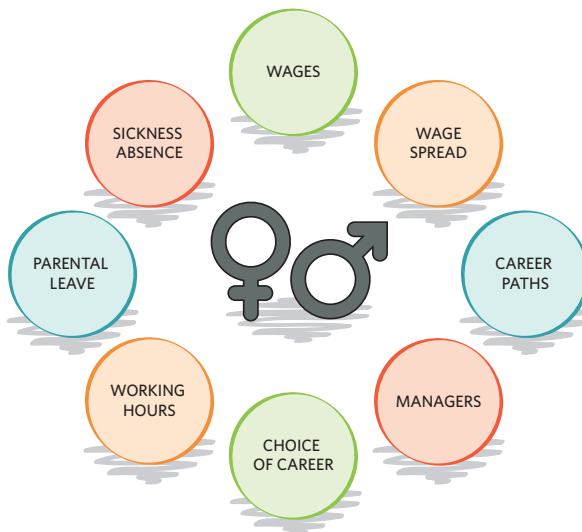 WAGES
WAGE
SPREAD
CAREER
PATHS
MANAGERS
CHOICE
OF CAREER
WORKING
HOURS
PARENTAL
LEAVE
SICKNESS
ABSENCE